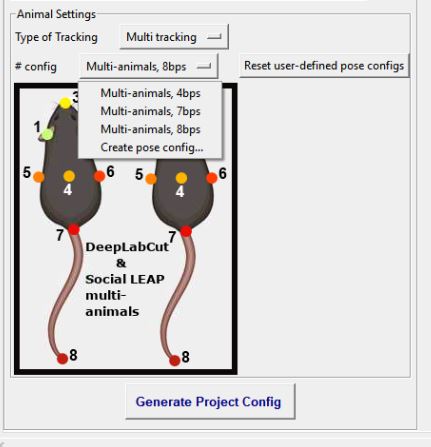 Animal Settings
Type of Tracking Multi tracking
# config Multi-animals, 8bps Reset user-defined pose configs
Multi-animals, 4bps
Multi-animals, 7bps
Multi-animals, 8bps
Create pose config...
3
1
5 4 6 5 4 6
7 7
DeepLabCut
&
Social LEAP
multi-
animals
8 8
Generate Project Config